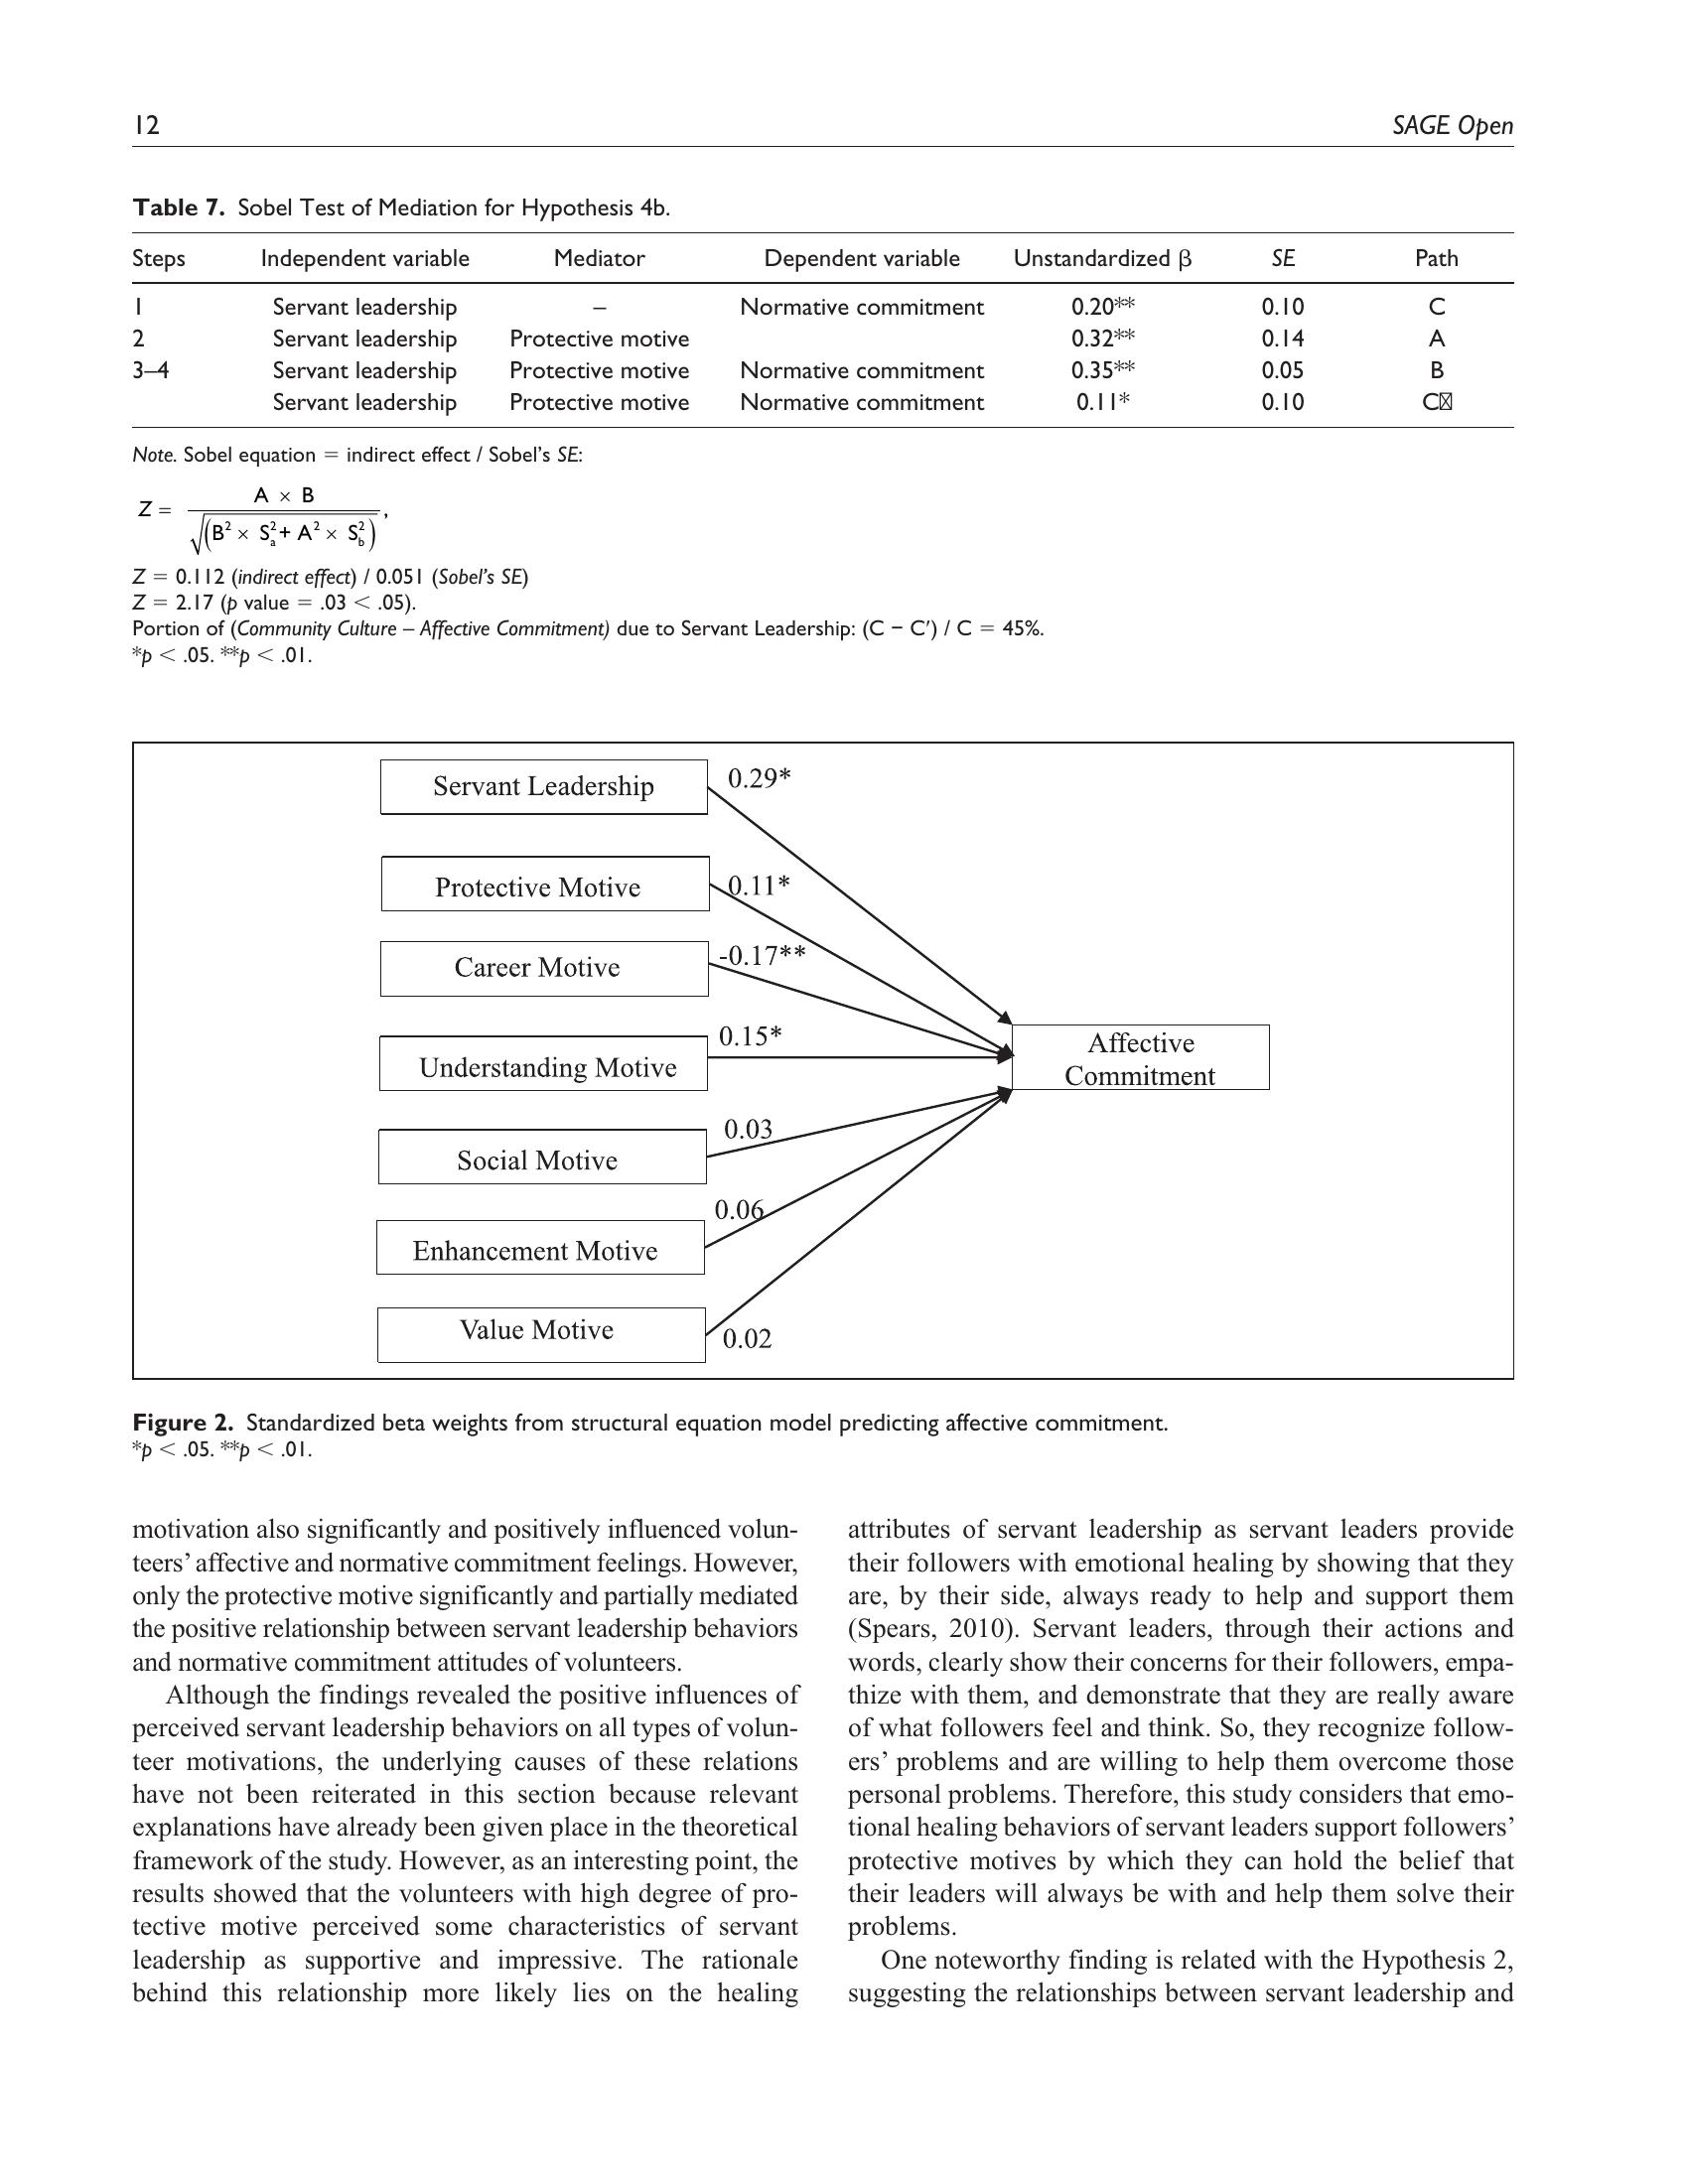 12
SAGE Open
Table 7. Sobel Test of Mediation for Hypothesis 4b.
Steps Independent variable Mediator Dependent variable Unstandardized β SE Path
1 Servant leadership – Normative commitment 0.20** 0.10 C
2 Servant leadership Protective motive 0.32** 0.14 A
3–4 Servant leadership Protective motive Normative commitment 0.35** 0.05 B
Servant leadership Protective motive Normative commitment 0.11* 0.10 C
Note. Sobel equation = indirect effect / Sobel's SE:
Z = A × B / √(B² × Sₐ² + A² × S_b²),
Z = 0.112 (indirect effect) / 0.051 (Sobel's SE)
Z = 2.17 (p value = .03 < .05).
Portion of (Community Culture – Affective Commitment) due to Servant Leadership: (C − C′) / C = 45%.
*p < .05. **p < .01.
Servant Leadership
0.29*
Protective Motive
0.11*
Career Motive
-0.17**
Understanding Motive
0.15*
Social Motive
0.03
Enhancement Motive
0.06
Value Motive
0.02
Affective
Commitment
Figure 2. Standardized beta weights from structural equation model predicting affective commitment.
*p < .05. **p < .01.
motivation also significantly and positively influenced volun-
teers' affective and normative commitment feelings. However,
only the protective motive significantly and partially mediated
the positive relationship between servant leadership behaviors
and normative commitment attitudes of volunteers.
Although the findings revealed the positive influences of
perceived servant leadership behaviors on all types of volun-
teer motivations, the underlying causes of these relations
have not been reiterated in this section because relevant
explanations have already been given place in the theoretical
framework of the study. However, as an interesting point, the
results showed that the volunteers with high degree of pro-
tective motive perceived some characteristics of servant
leadership as supportive and impressive. The rationale
behind this relationship more likely lies on the healing
attributes of servant leadership as servant leaders provide
their followers with emotional healing by showing that they
are, by their side, always ready to help and support them
(Spears, 2010). Servant leaders, through their actions and
words, clearly show their concerns for their followers, empa-
thize with them, and demonstrate that they are really aware
of what followers feel and think. So, they recognize follow-
ers' problems and are willing to help them overcome those
personal problems. Therefore, this study considers that emo-
tional healing behaviors of servant leaders support followers'
protective motives by which they can hold the belief that
their leaders will always be with and help them solve their
problems.
One noteworthy finding is related with the Hypothesis 2,
suggesting the relationships between servant leadership and